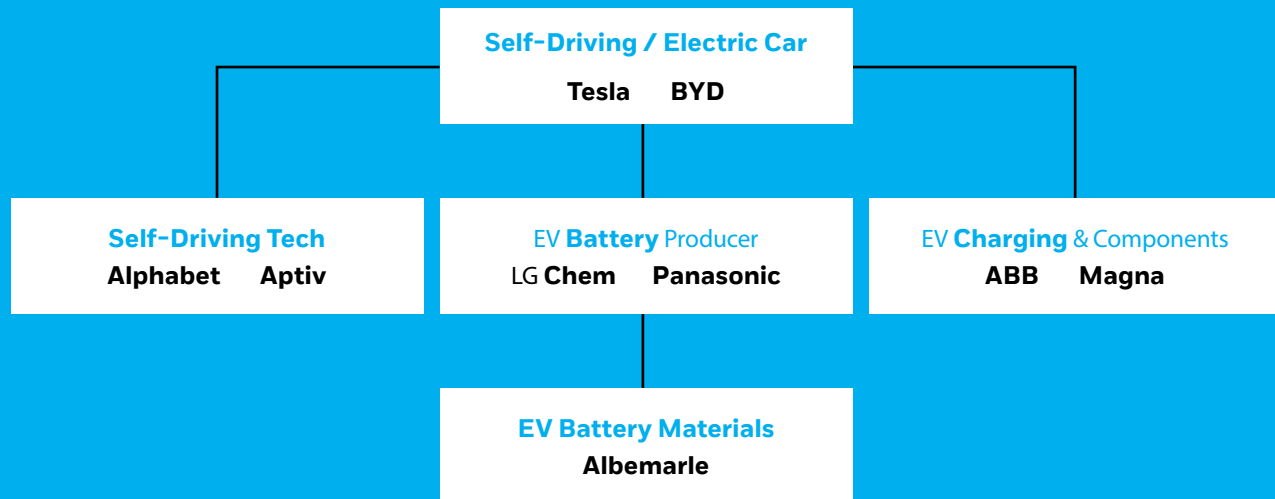 Self-Driving / Electric Car
Tesla BYD
Self-Driving Tech
Alphabet Aptiv
EV Battery Producer
LG Chem Panasonic
EV Charging & Components
ABB Magna
EV Battery Materials
Albemarle